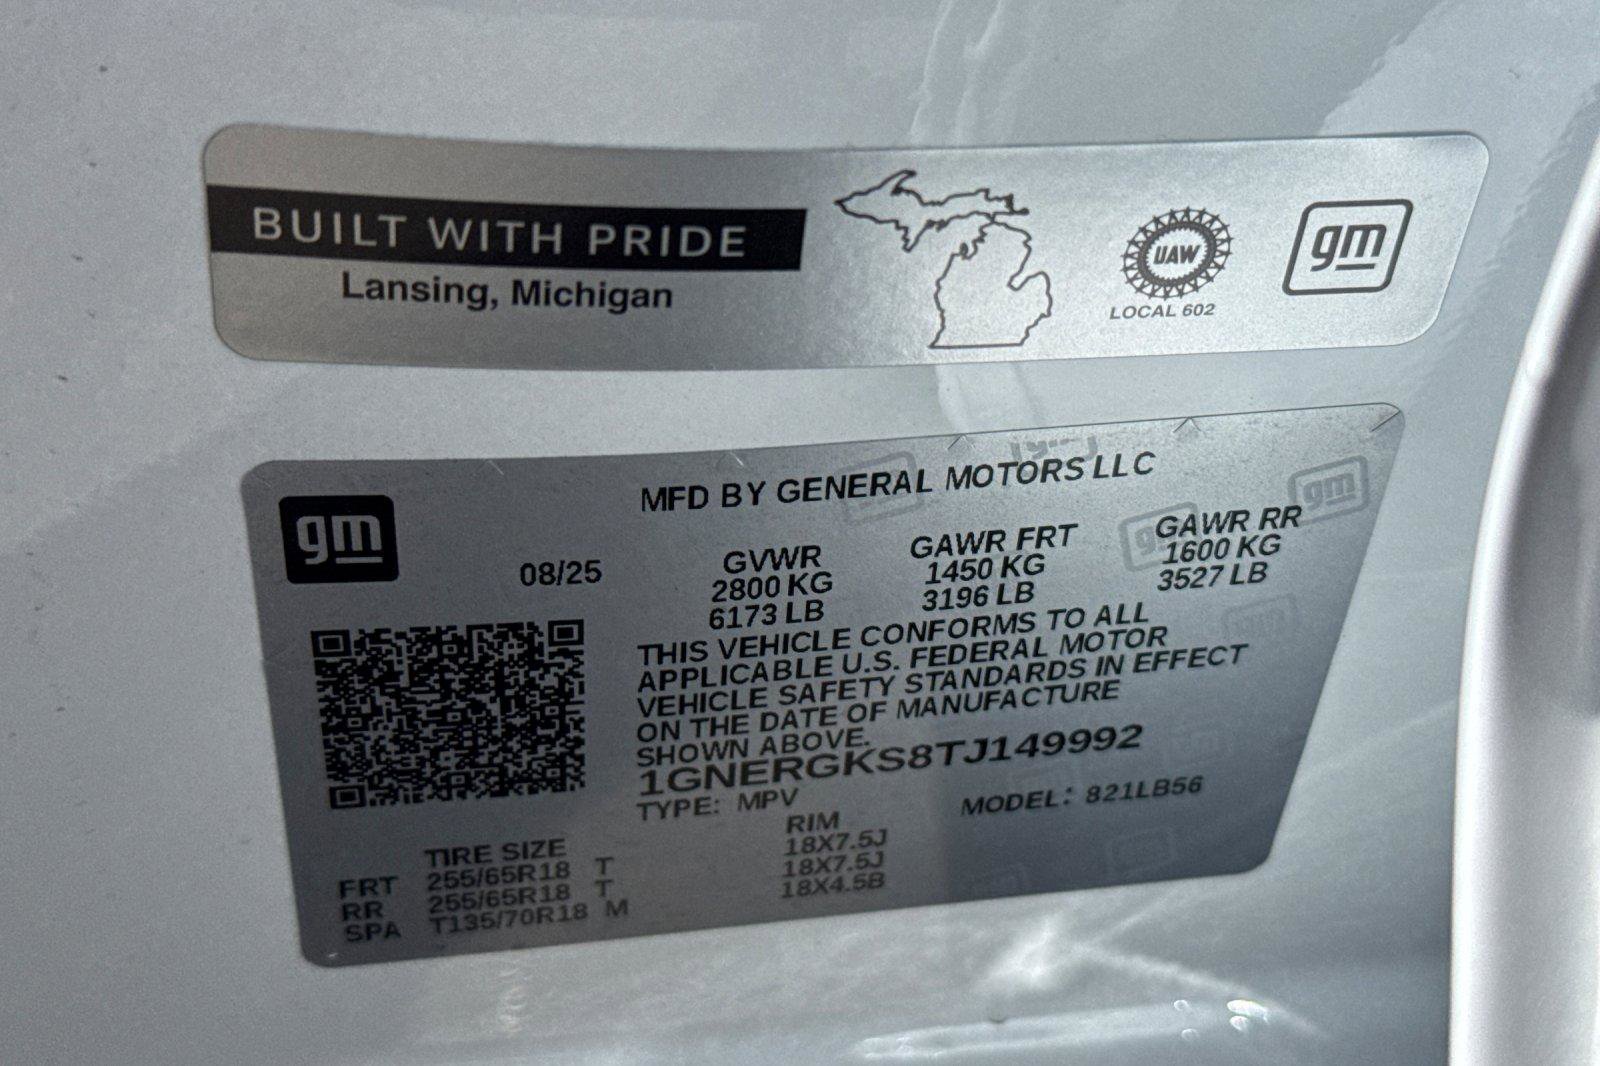 BUILT WITH PRIDE
Lansing, Michigan
UAW
LOCAL 602
gm
MFD BY GENERAL MOTORS LLC
gm
08/25
GVWR GAWR FRT GAWR RR
2800 KG 1450 KG 1600 KG
6173 LB 3196 LB 3527 LB
THIS VEHICLE CONFORMS TO ALL
APPLICABLE U.S. FEDERAL MOTOR
VEHICLE SAFETY STANDARDS IN EFFECT
ON THE DATE OF MANUFACTURE
SHOWN ABOVE.
1GNERGKS8TJ149992
TYPE: MPV MODEL: 821LB56
TIRE SIZE RIM
FRT 255/65R18 T 18X7.5J
RR 255/65R18 T 18X7.5J
SPA T135/70R18 M 18X4.5B